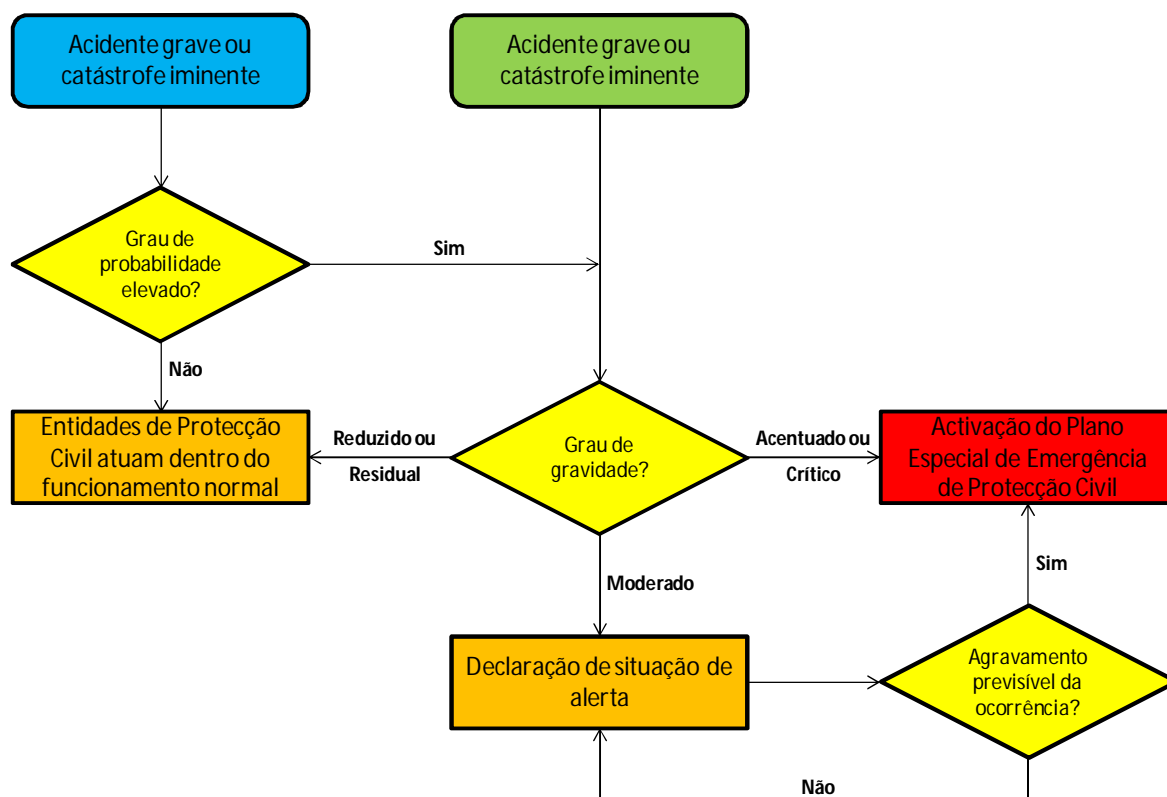 Acidente grave ou
catástrofe iminente
Acidente grave ou
catástrofe iminente
Grau de
probabilidade
elevado?
Sim
Não
Entidades de Protecção
Civil atuam dentro do
funcionamento normal
Reduzido ou
Residual
Grau de
gravidade?
Acentuado ou
Crítico
Activação do Plano
Especial de Emergência
de Protecção Civil
Moderado
Sim
Declaração de situação de
alerta
Agravamento
previsível da
ocorrência?
Não